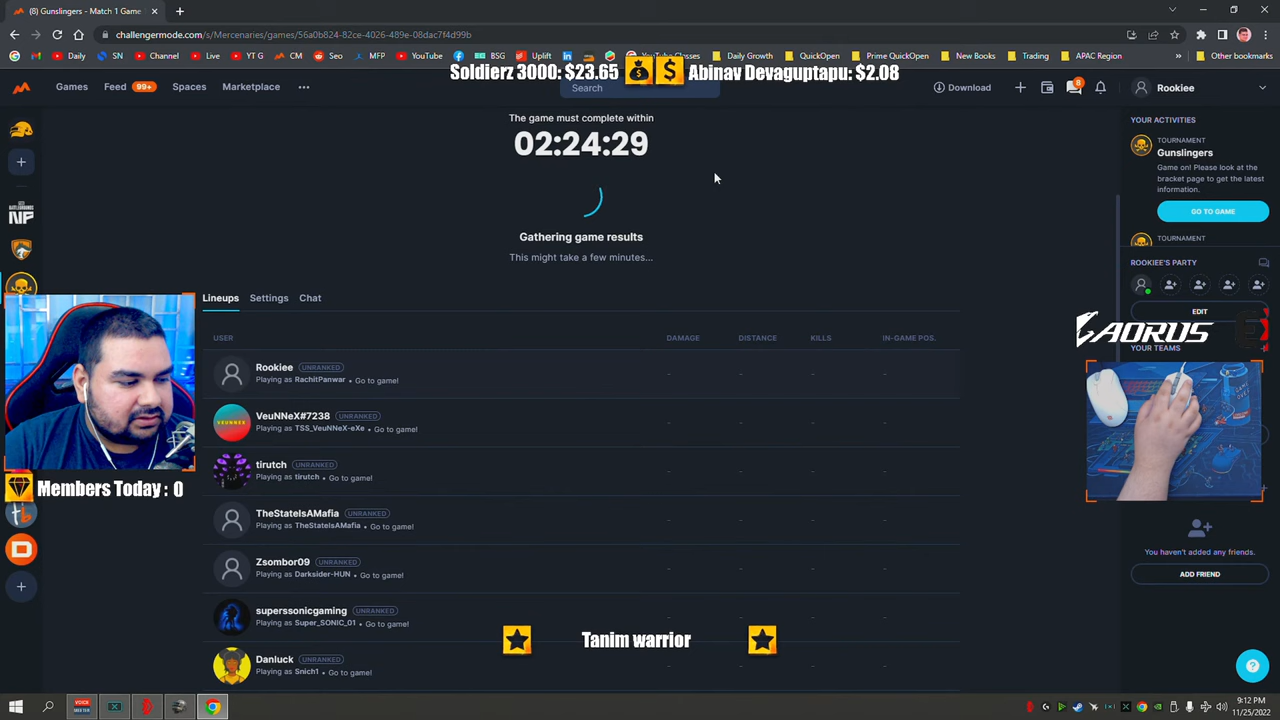 (8) Gunslingers - Match 1 Game
challengermode.com/s/Mercenaries/games/56a0b824-82ce-4026-489e-08dac7f4d99b
Daily
SN
Channel
Live
YT G
CM
Seo
MFP
YouTube
BSG
Uplift
YouTube Classes
Daily Growth
QuickOpen
Prime QuickOpen
New Books
Trading
APAC Region
Other bookmarks
Soldierz 3000: $23.65
Abinav Devaguptapu: $2.08
Games
Feed 99+
Spaces
Marketplace
Search
Download
8
Rookiee
The game must complete within
02:24:29
Gathering game results
This might take a few minutes...
Lineups
Settings
Chat
USER
DAMAGE
DISTANCE
KILLS
IN-GAME POS.
Rookiee UNRANKED
Playing as RachitPanwar • Go to game!
- - - -
VeuNNeX#7238 UNRANKED
Playing as TSS_VeuNNeX-eXe • Go to game!
- - - -
tirutch UNRANKED
Playing as tirutch • Go to game!
- - - -
TheStateIsAMafia UNRANKED
Playing as TheStateIsAMafia • Go to game!
- - - -
Zsombor09 UNRANKED
Playing as Darksider-HUN • Go to game!
- - - -
superssonicgaming UNRANKED
Playing as Super_SONIC_01 • Go to game!
- - - -
Danluck UNRANKED
Playing as Snich1 • Go to game!
- - - -
Tanim warrior
Members Today : 0
YOUR ACTIVITIES
TOURNAMENT
Gunslingers
Game on! Please look at the
bracket page to get the latest
information.
GO TO GAME
TOURNAMENT
ROOKIEE'S PARTY
EDIT
AORUS
YOUR TEAMS
You haven't added any friends.
ADD FRIEND
VOICE
MEETER
9:12 PM
11/25/2022